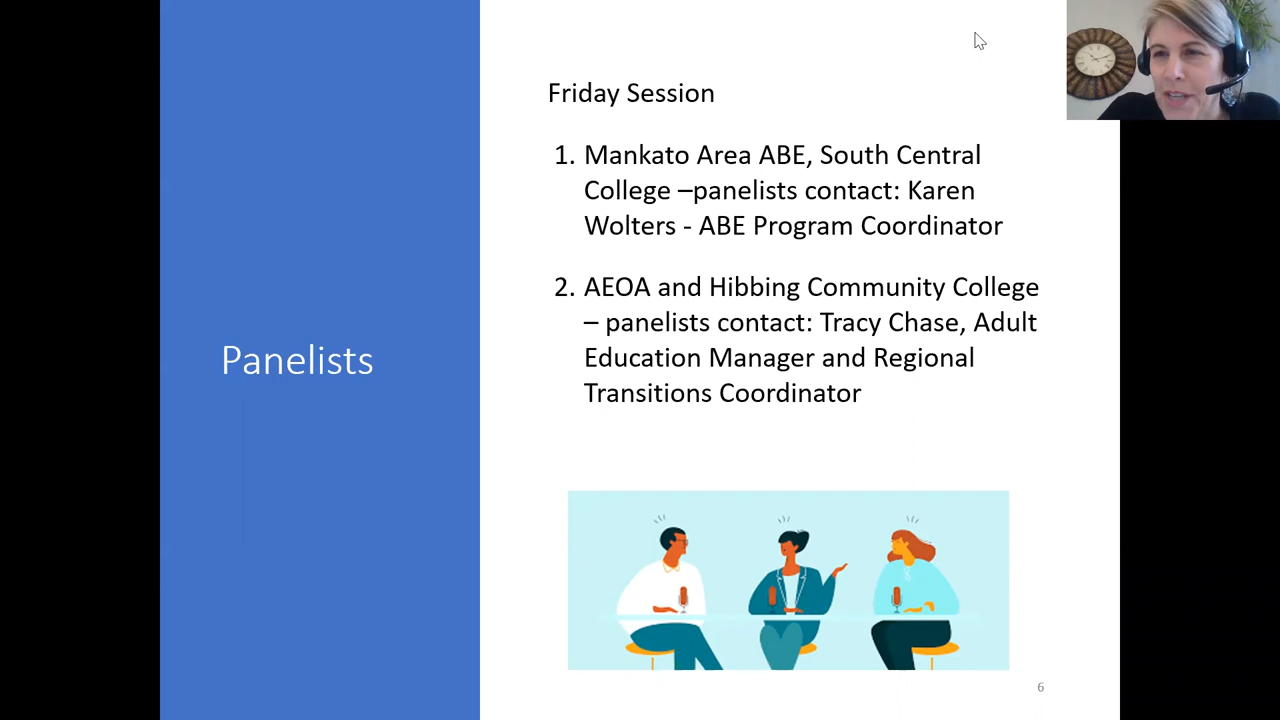 Panelists
Friday Session
1. Mankato Area ABE, South Central
College –panelists contact: Karen
Wolters - ABE Program Coordinator
2. AEOA and Hibbing Community College
– panelists contact: Tracy Chase, Adult
Education Manager and Regional
Transitions Coordinator
6